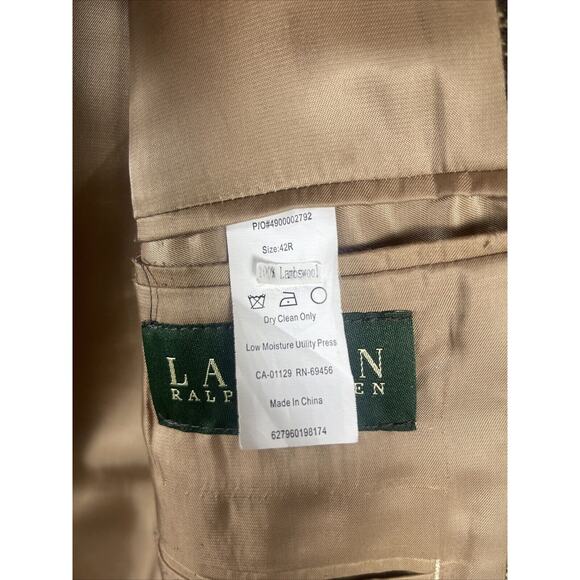 P/O#4900002792
Size:42R
100% Lambswool
Dry Clean Only
Low Moisture Utility Press
CA-01129 RN-69456
Made In China
627960198174
LA N
RALP EN